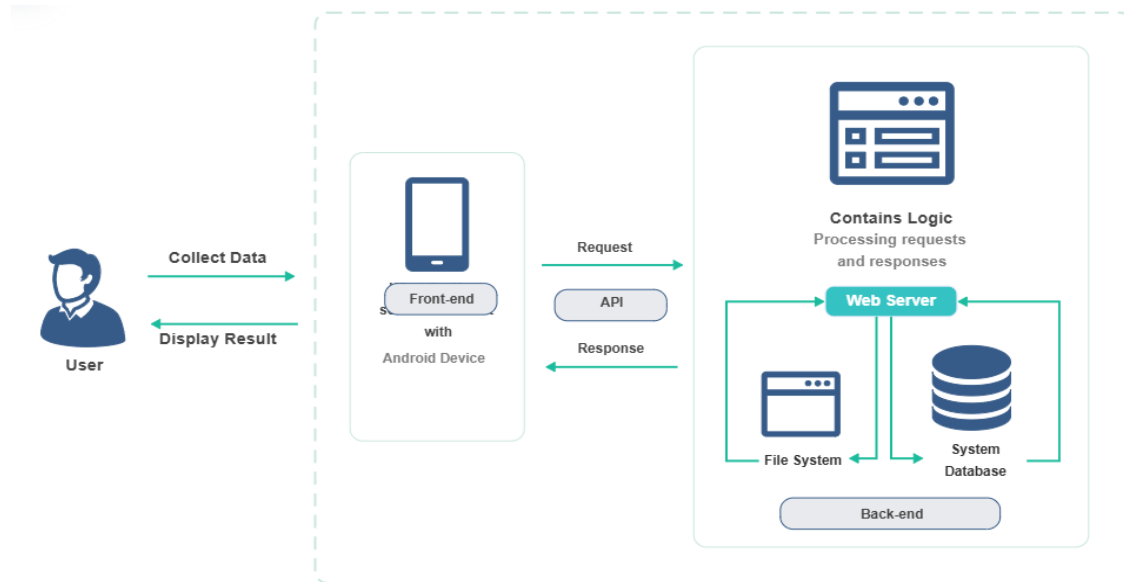 Collect Data
Display Result
User
Front-end
with
Android Device
Request
API
Response
Contains Logic
Processing requests
and responses
Web Server
File System
System
Database
Back-end